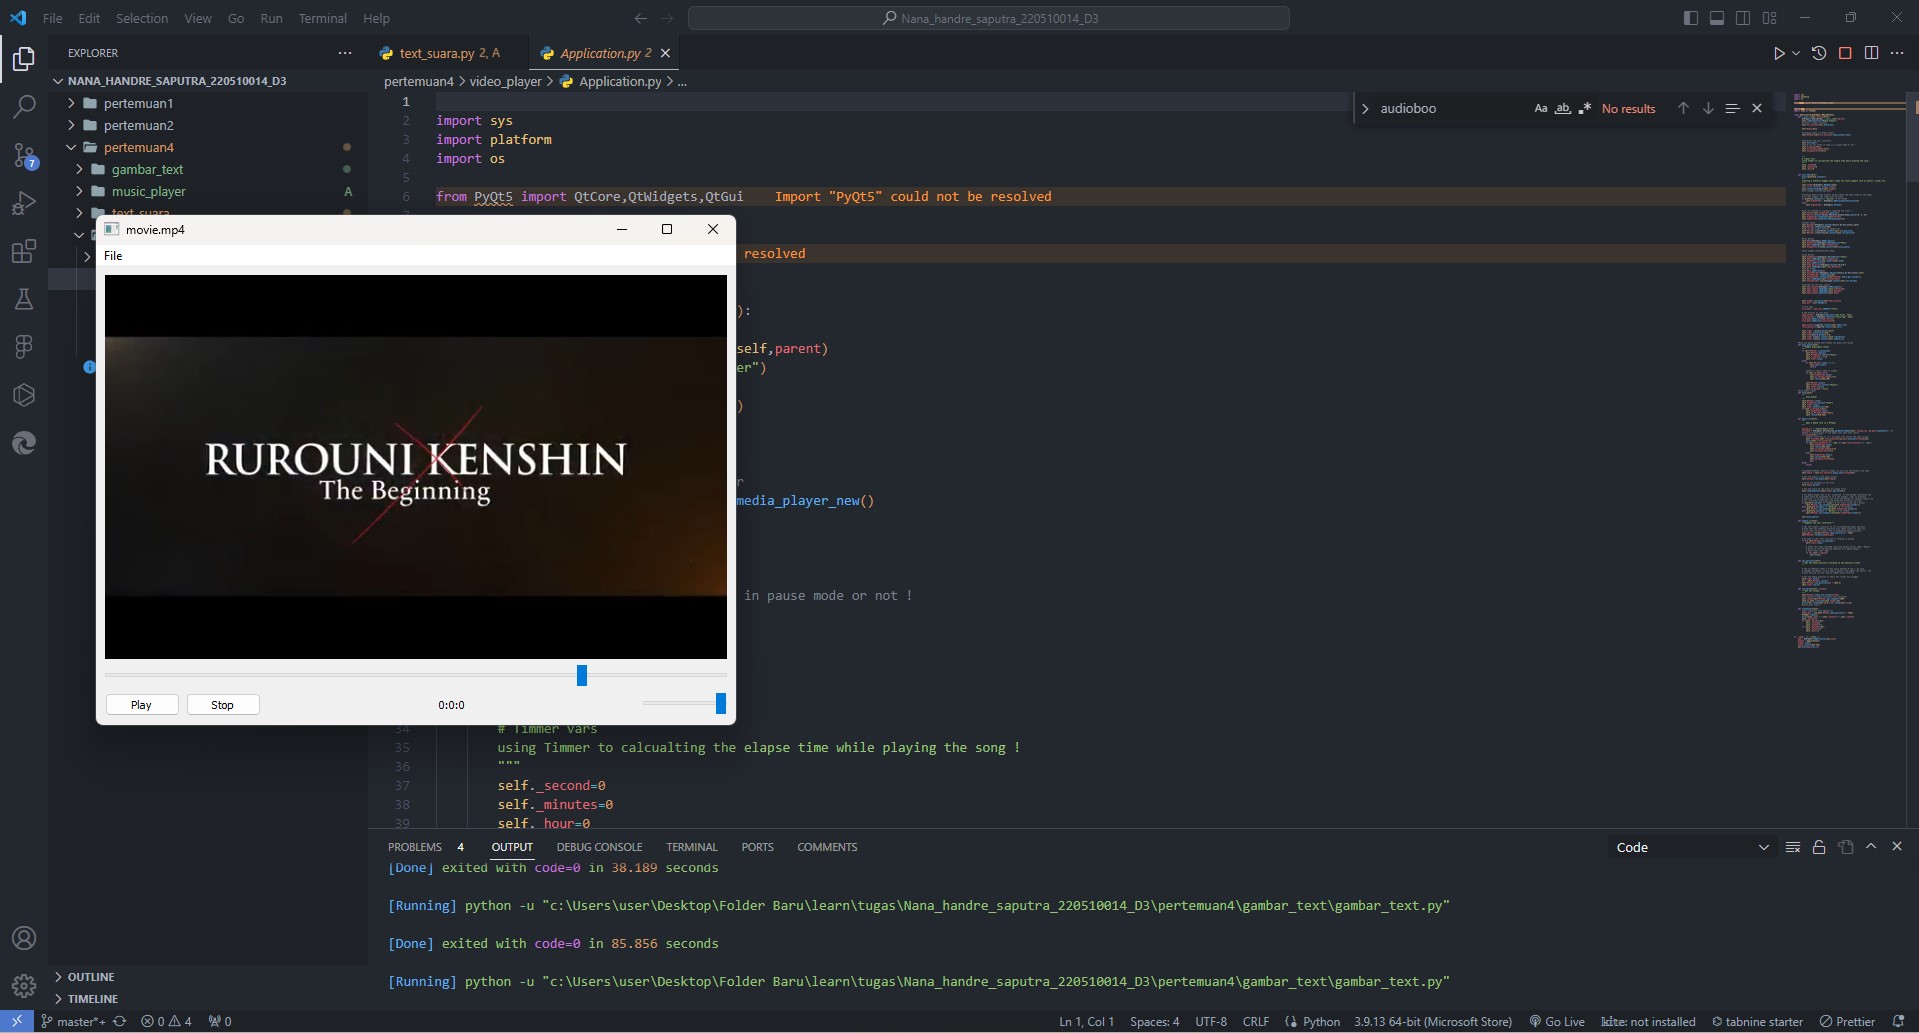 File Edit Selection View Go Run Terminal Help
Nana_handre_saputra_220510014_D3
EXPLORER
text_suara.py 2, A
Application.py 2
NANA_HANDRE_SAPUTRA_220510014_D3
pertemuan4 > video_player > Application.py > ...
pertemuan1
pertemuan2
pertemuan4
gambar_text
music_player A
text_suara
7
audioboo
Aa ab .* No results
1
2 import sys
3 import platform
4 import os
5
6 from PyQt5 import QtCore,QtWidgets,QtGui Import "PyQt5" could not be resolved
resolved
):
self,parent)
er")
)
r
media_player_new()
in pause mode or not !
movie.mp4
File
RUROUNI KENSHIN
The Beginning
Play Stop 0:0:0
34 # Timmer vars
35 using Timmer to calcualting the elapse time while playing the song !
36 """
37 self._second=0
38 self._minutes=0
39 self._hour=0
PROBLEMS 4 OUTPUT DEBUG CONSOLE TERMINAL PORTS COMMENTS
Code
[Done] exited with code=0 in 38.189 seconds
[Running] python -u "c:\Users\user\Desktop\Folder Baru\learn\tugas\Nana_handre_saputra_220510014_D3\pertemuan4\gambar_text\gambar_text.py"
[Done] exited with code=0 in 85.856 seconds
[Running] python -u "c:\Users\user\Desktop\Folder Baru\learn\tugas\Nana_handre_saputra_220510014_D3\pertemuan4\gambar_text\gambar_text.py"
OUTLINE
TIMELINE
master*+ 0 4 0
Ln 1, Col 1 Spaces: 4 UTF-8 CRLF Python 3.9.13 64-bit (Microsoft Store) Go Live kite: not installed tabnine starter Prettier